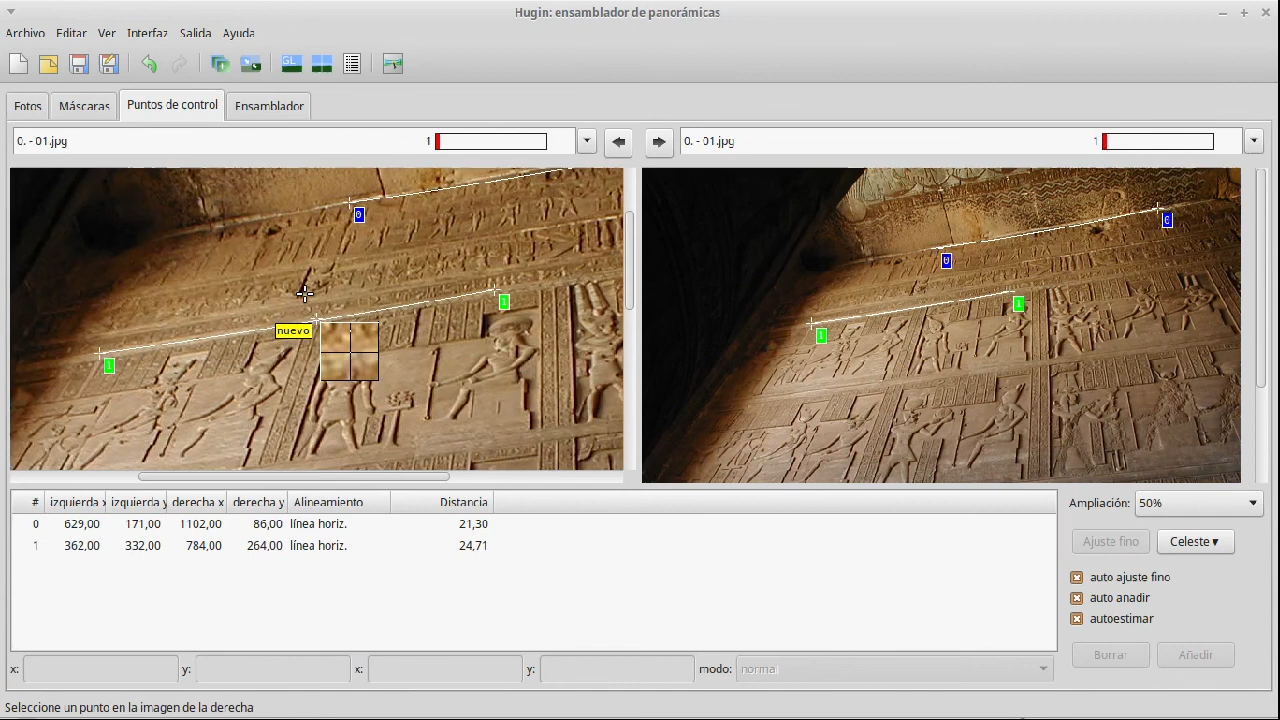 Hugin: ensamblador de panorámicas
Archivo Editar Ver Interfaz Salida Ayuda
GL
Fotos Máscaras Puntos de control Ensamblador
0. - 01.jpg 1 0. - 01.jpg 1
0 0
0
1 1
nuevo 1
1
# izquierda x izquierda y derecha x derecha y Alineamiento Distancia
0 629,00 171,00 1102,00 86,00 línea horiz. 21,30
1 362,00 332,00 784,00 264,00 línea horiz. 24,71
Ampliación: 50%
Ajuste fino Celeste
auto ajuste fino
auto anadir
autoestimar
Borrar Añadir
x: y: x: y: modo: normal
Seleccione un punto en la imagen de la derecha